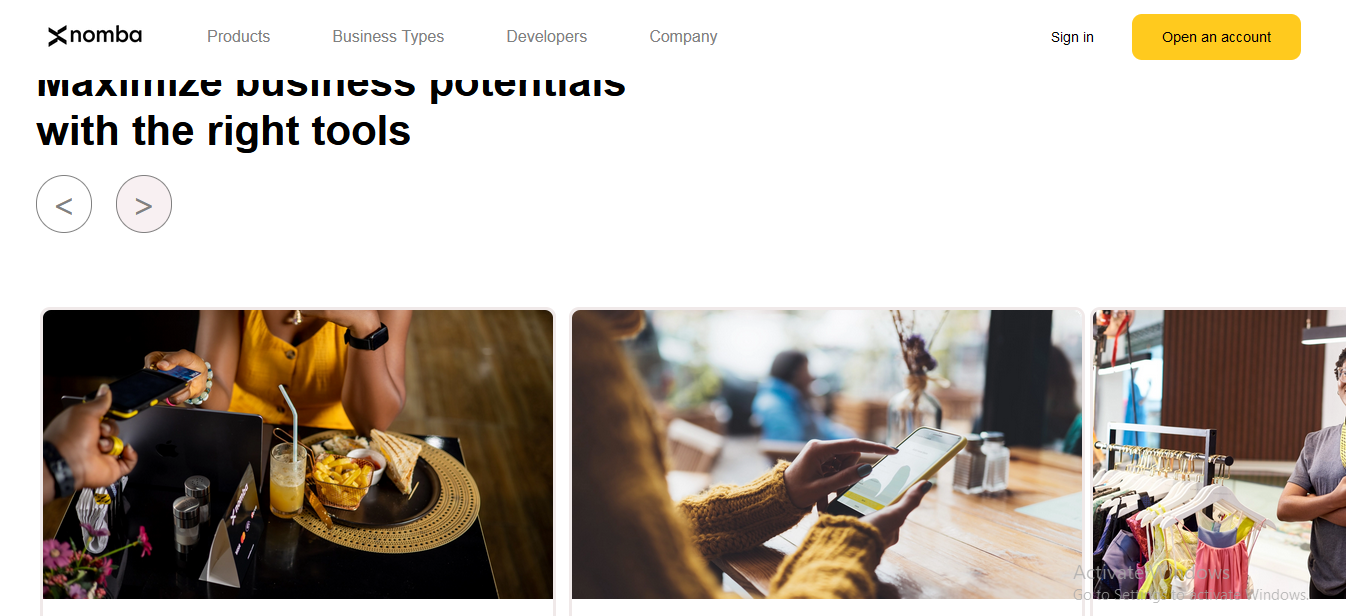 nomba
Products
Business Types
Developers
Company
Sign in
Open an account
Maximize business potentials
with the right tools
<
>
nomba
Activate Windows
Go to Settings to activate Windows.